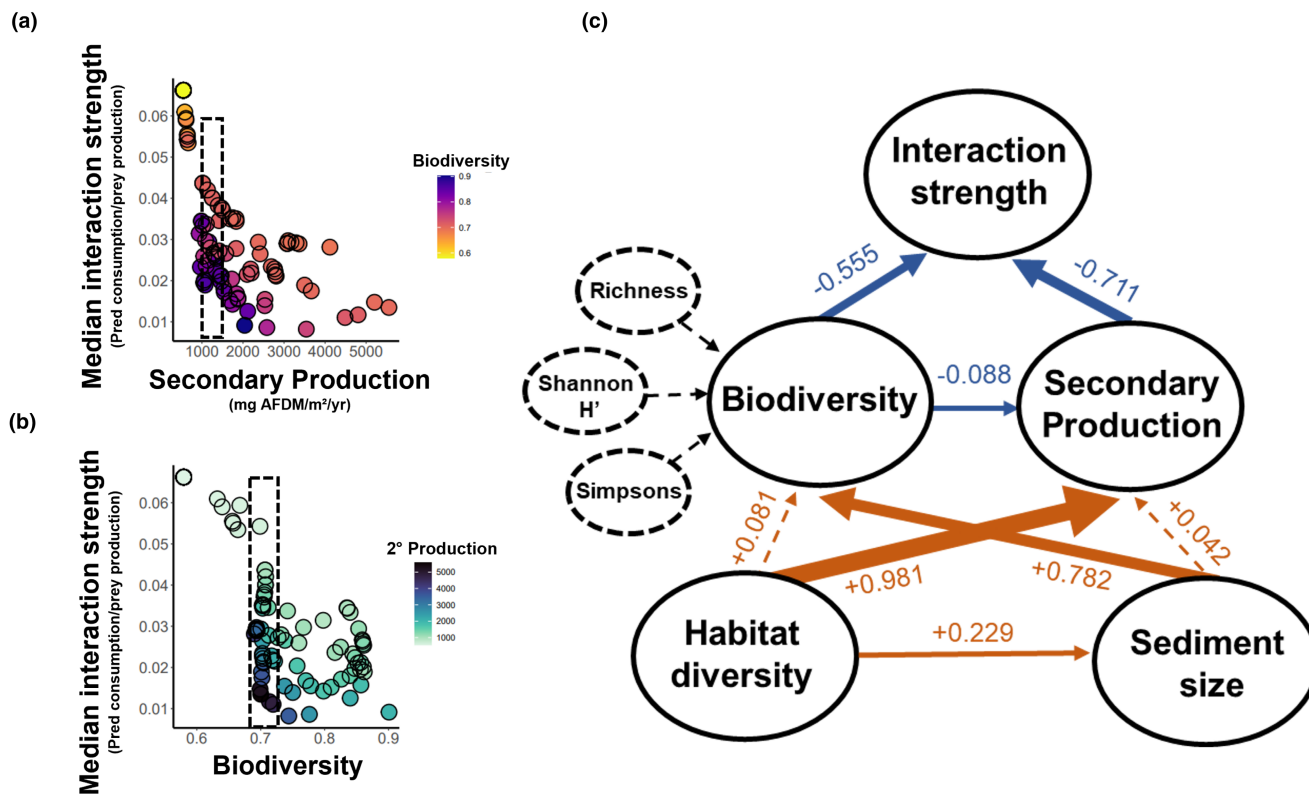 (a)
Median interaction strength
(Pred consumption/prey production)
0.06
0.05
0.04
0.03
0.02
0.01
1000 2000 3000 4000 5000
Secondary Production
(mg AFDM/m²/yr)
Biodiversity
0.9
0.8
0.7
0.6
(b)
Median interaction strength
(Pred consumption/prey production)
0.06
0.05
0.04
0.03
0.02
0.01
0.6 0.7 0.8 0.9
Biodiversity
2° Production
5000
4000
3000
2000
1000
(c)
Interaction
strength
-0.555
-0.711
Richness
Shannon
H'
Simpsons
Biodiversity
-0.088
Secondary
Production
+0.081
+0.981
+0.782
+0.042
Habitat
diversity
+0.229
Sediment
size